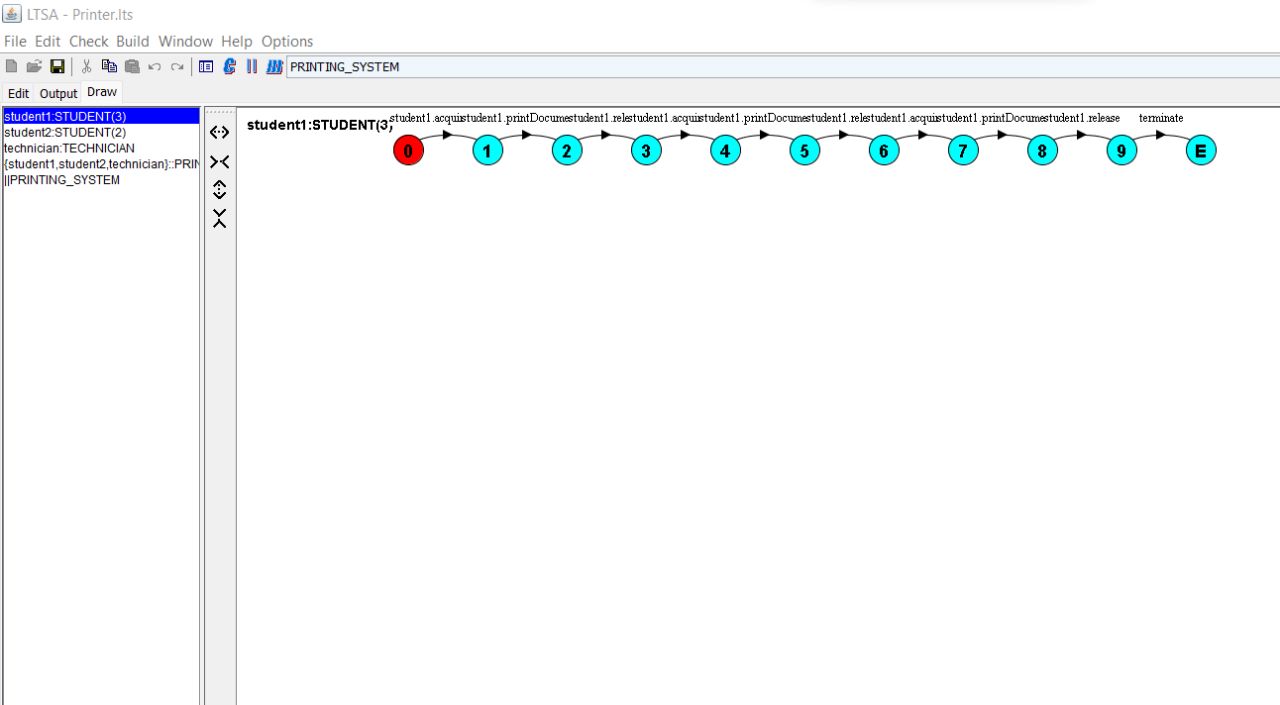 LTSA - Printer.lts
File Edit Check Build Window Help Options
PRINTING_SYSTEM
Edit Output Draw
student1:STUDENT(3)
student2:STUDENT(2)
technician:TECHNICIAN
{student1,student2,technician}::PRIN
||PRINTING_SYSTEM
student1:STUDENT(3)
student1.acquistudent1.printDocumestudent1.relestudent1.acquistudent1.printDocumestudent1.relestudent1.acquistudent1.printDocumestudent1.release terminate
0 1 2 3 4 5 6 7 8 9 E